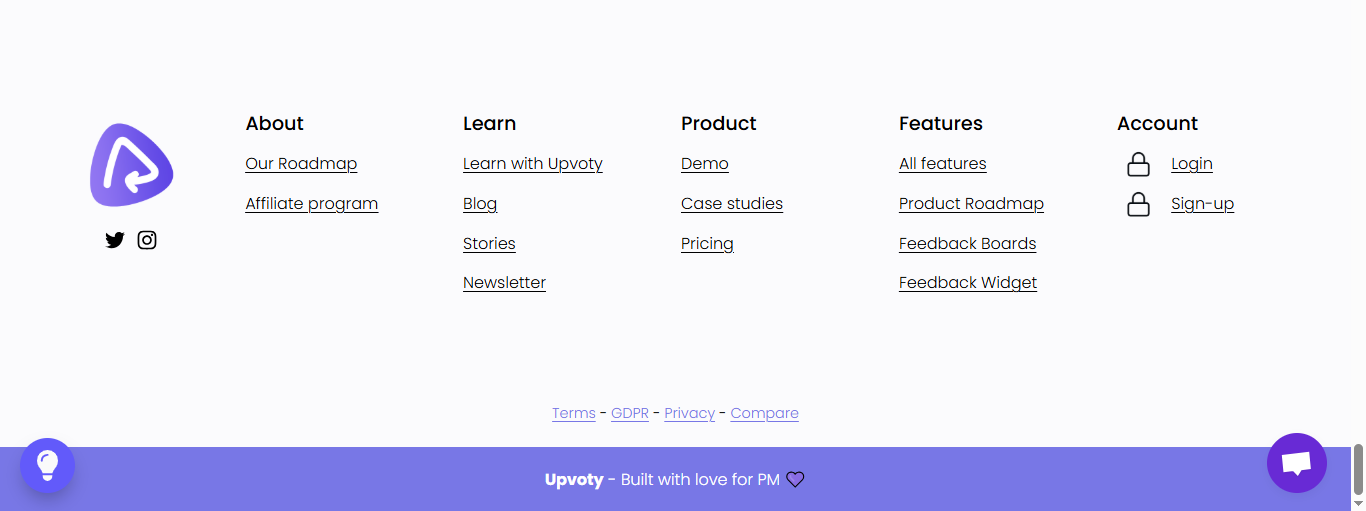 About
Our Roadmap
Affiliate program
Learn
Learn with Upvoty
Blog
Stories
Newsletter
Product
Demo
Case studies
Pricing
Features
All features
Product Roadmap
Feedback Boards
Feedback Widget
Account
Login
Sign-up
Terms - GDPR - Privacy - Compare
Upvoty - Built with love for PM